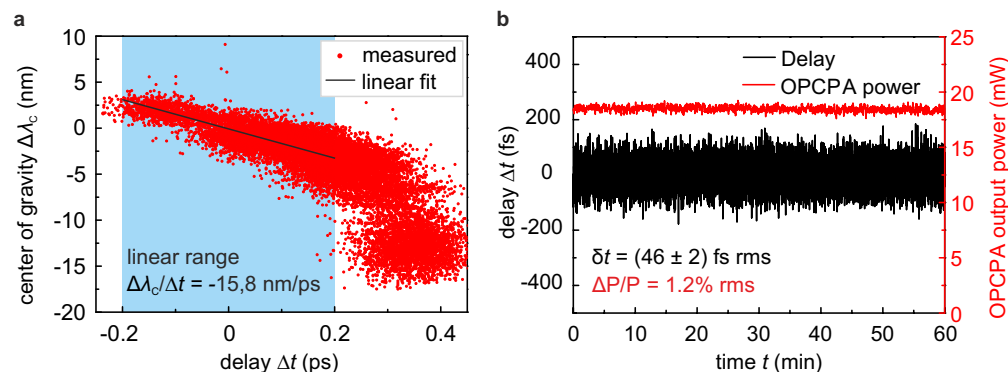 a
center of gravity Δλc (nm)
10
5
0
-5
-10
-15
-20
-0.2
0
0.2
0.4
delay Δt (ps)
measured
linear fit
linear range
Δλc/Δt = -15,8 nm/ps
b
delay Δt (fs)
500
200
0
-200
-500
0
10
20
30
40
50
60
time t (min)
Delay
OPCPA power
δt = (46 ± 2) fs rms
ΔP/P = 1.2% rms
25
20
15
10
5
0
OPCPA output power (mW)